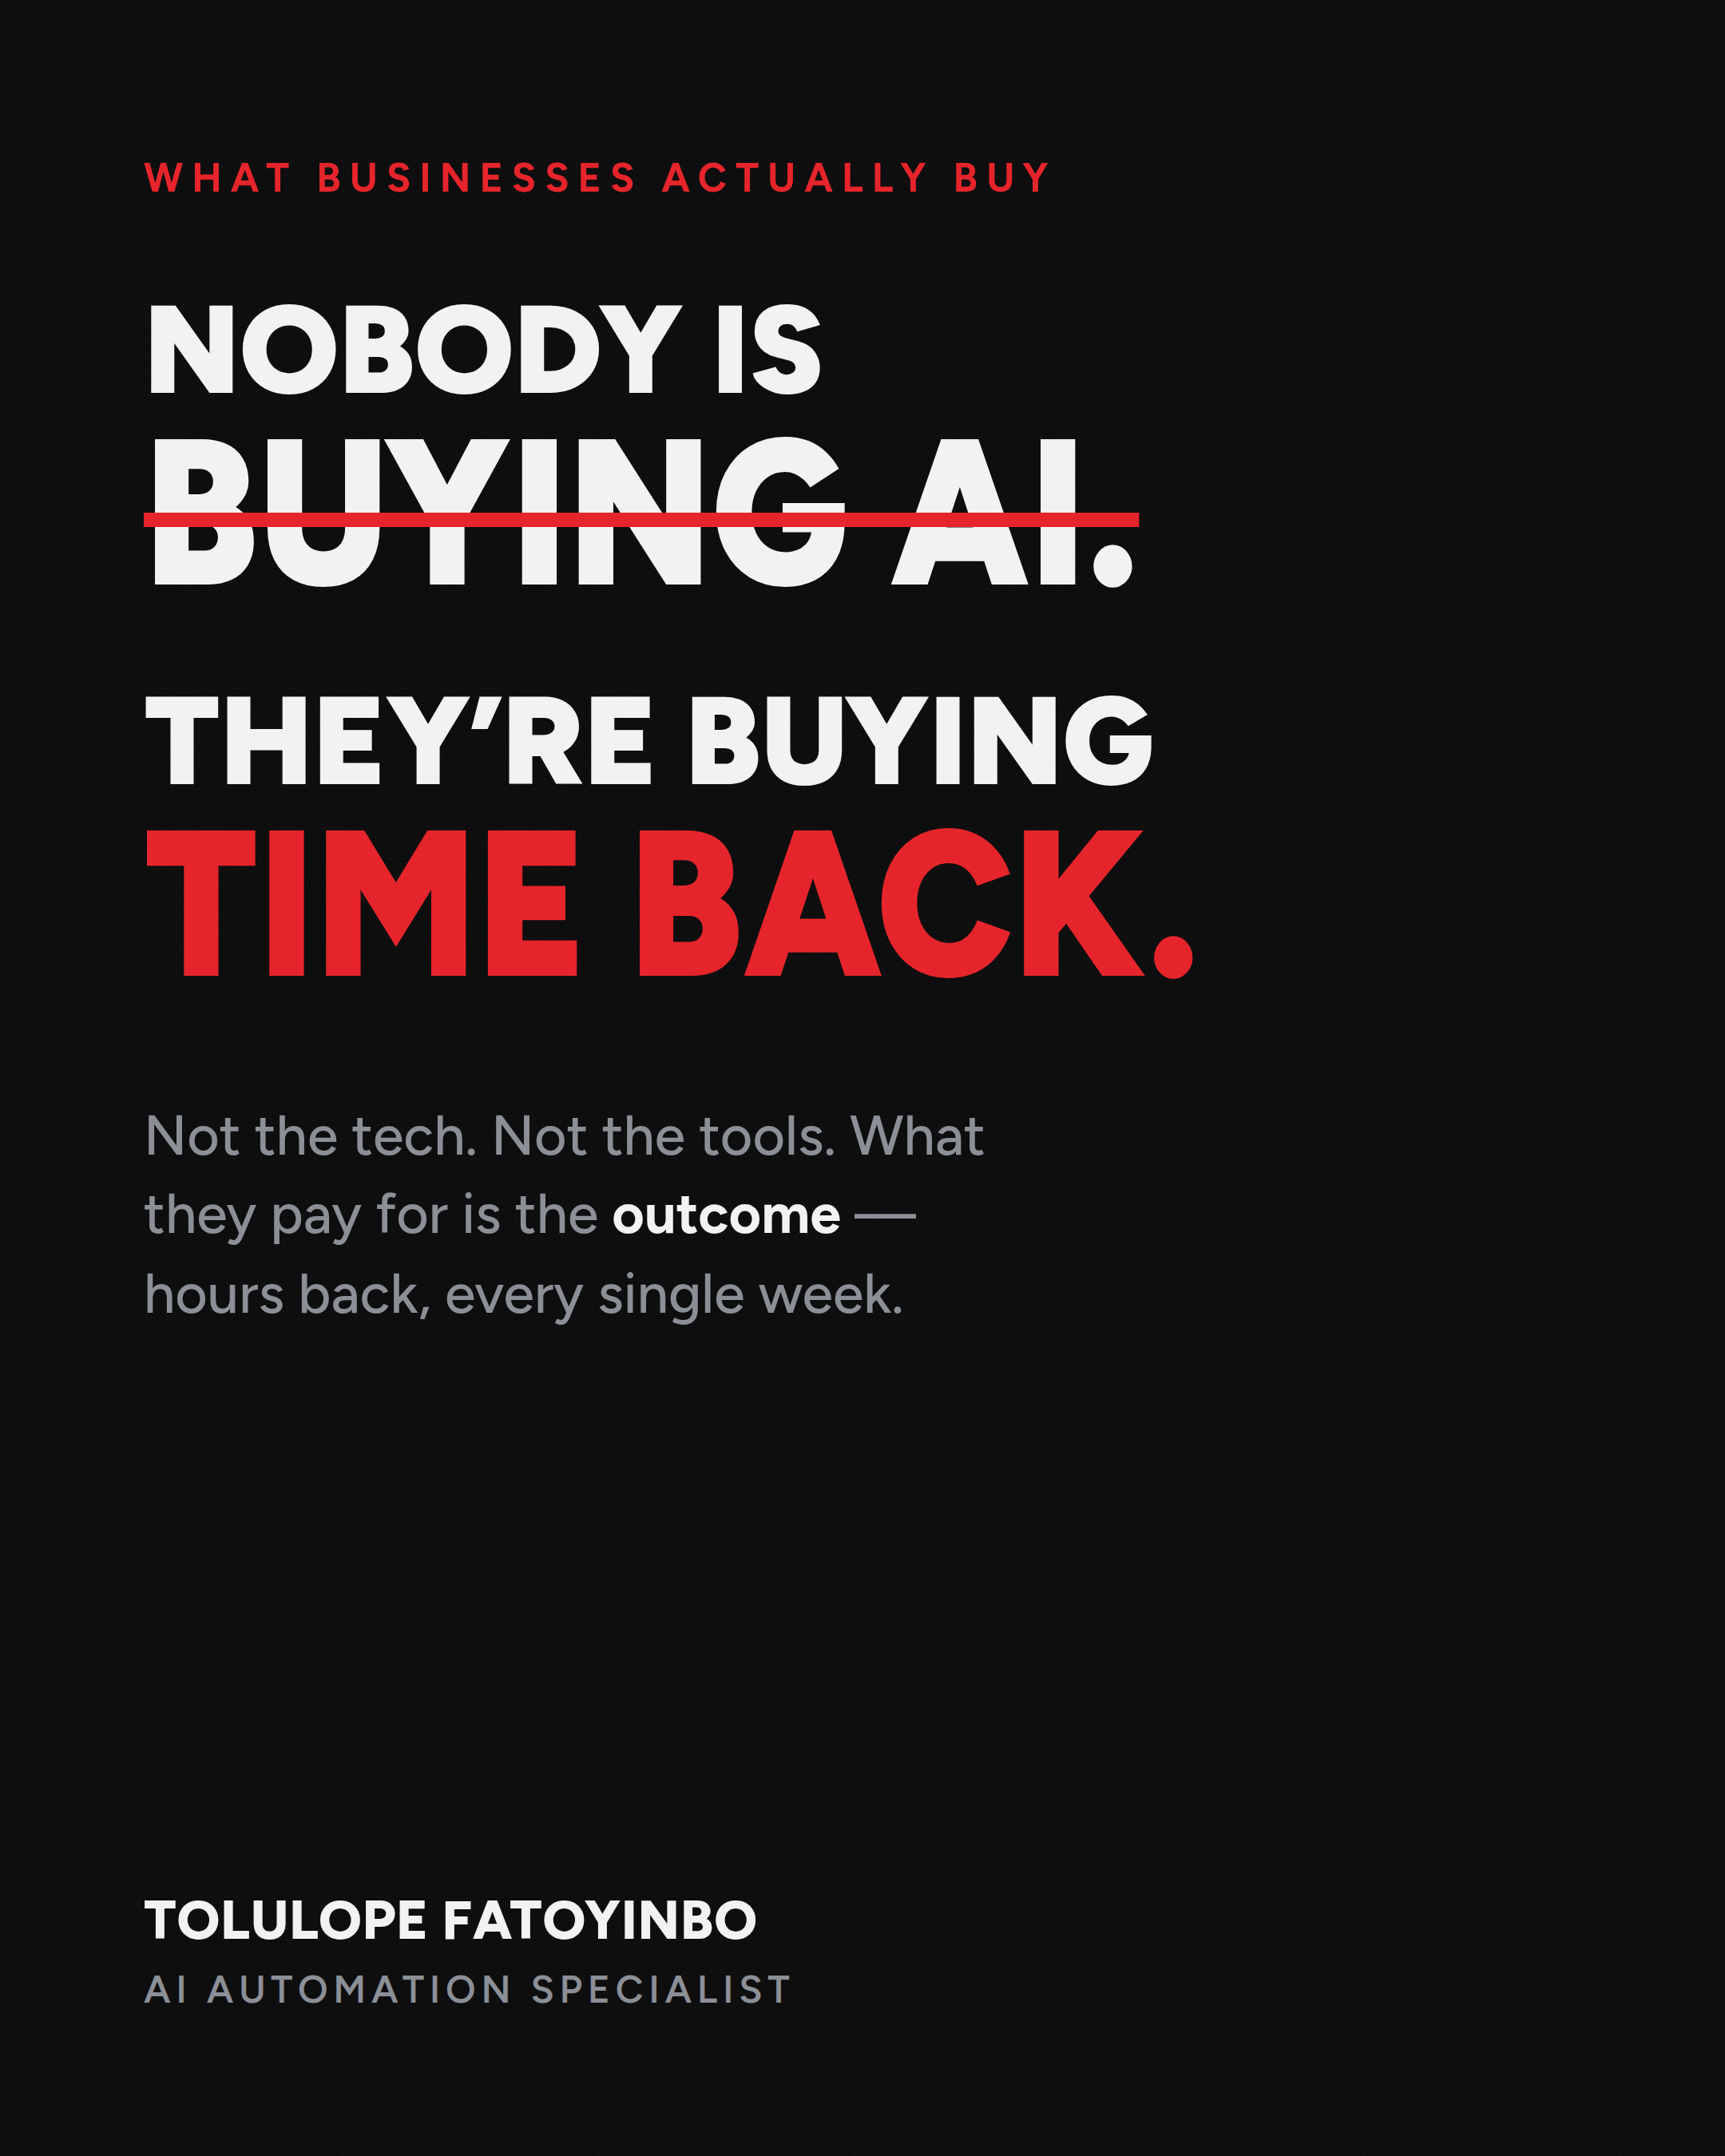 WHAT BUSINESSES ACTUALLY BUY
NOBODY IS
BUYING AI.
THEY’RE BUYING
TIME BACK.
Not the tech. Not the tools. What
they pay for is the outcome —
hours back, every single week.
TOLULOPE FATOYINBO
AI AUTOMATION SPECIALIST